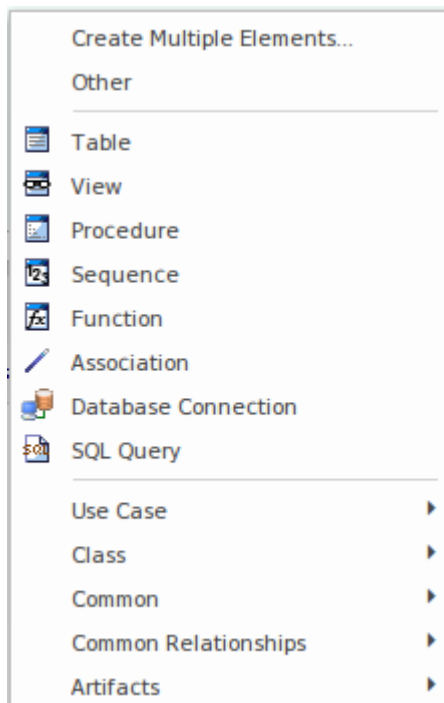 Create Multiple Elements...
Other
Table
View
Procedure
Sequence
Function
Association
Database Connection
SQL Query
Use Case
Class
Common
Common Relationships
Artifacts